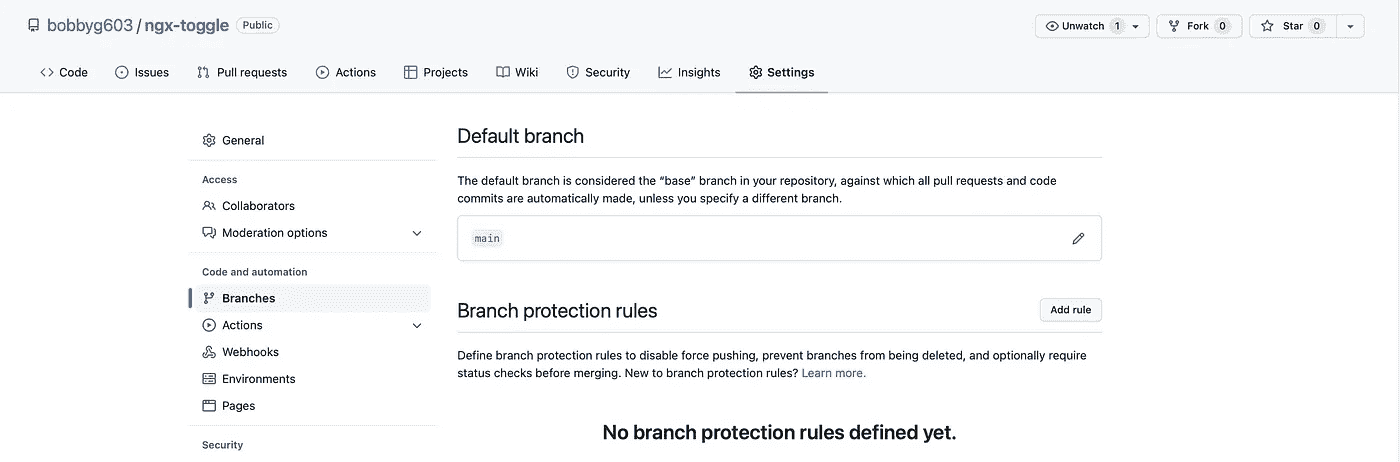 bobbyg603 / ngx-toggle Public
Unwatch 1 Fork 0 Star 0
Code Issues Pull requests Actions Projects Wiki Security Insights Settings
General
Access
Collaborators
Moderation options
Code and automation
Branches
Actions
Webhooks
Environments
Pages
Security
Default branch
The default branch is considered the “base” branch in your repository, against which all pull requests and code
commits are automatically made, unless you specify a different branch.
main
Branch protection rules
Add rule
Define branch protection rules to disable force pushing, prevent branches from being deleted, and optionally require
status checks before merging. New to branch protection rules? Learn more.
No branch protection rules defined yet.